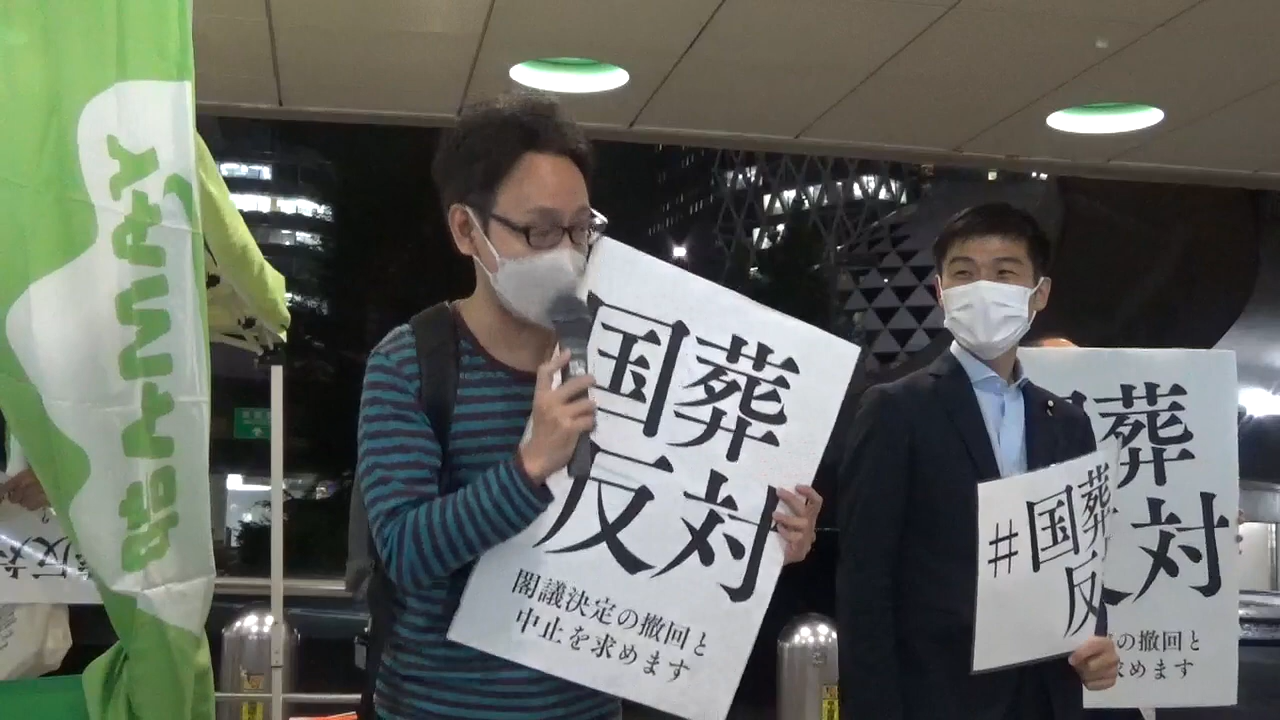 国葬
反対
閣議決定の撤回と
中止を求めます
#国葬
反
葬
対
の撤回と
求めます